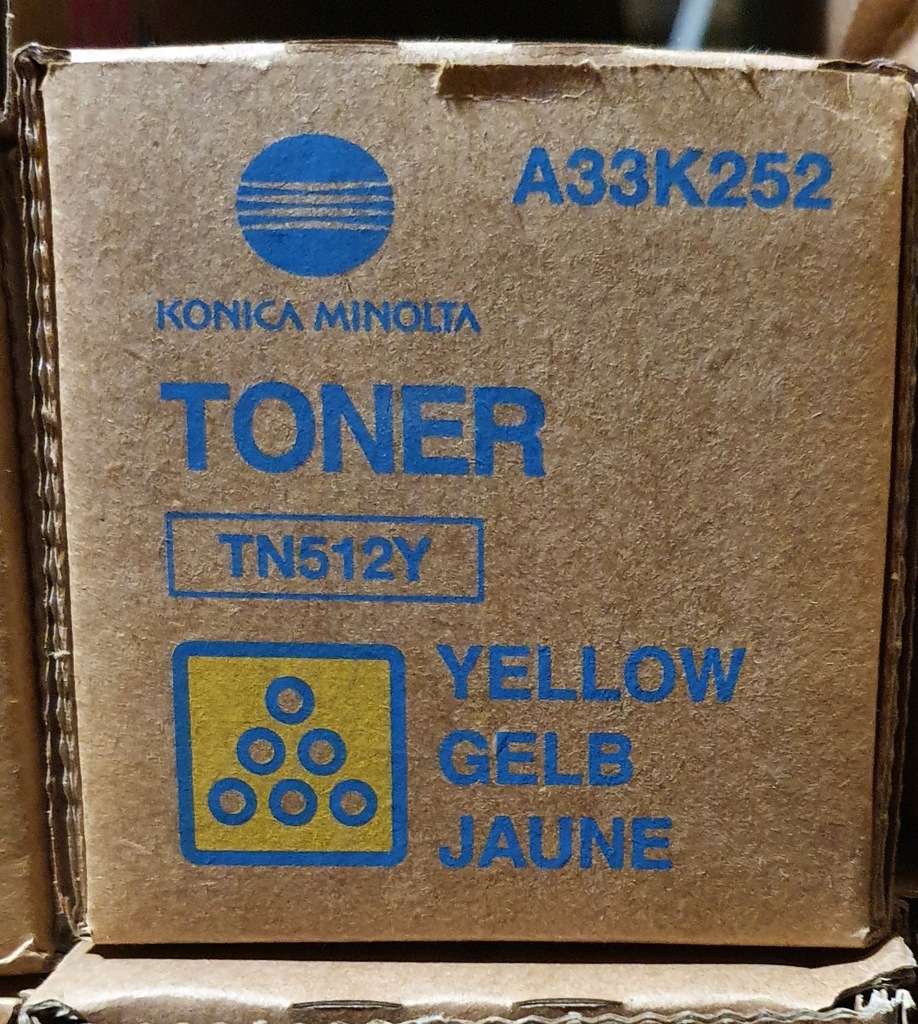 A33K252
KONICA MINOLTA
TONER
TN512Y
YELLOW
GELB
JAUNE